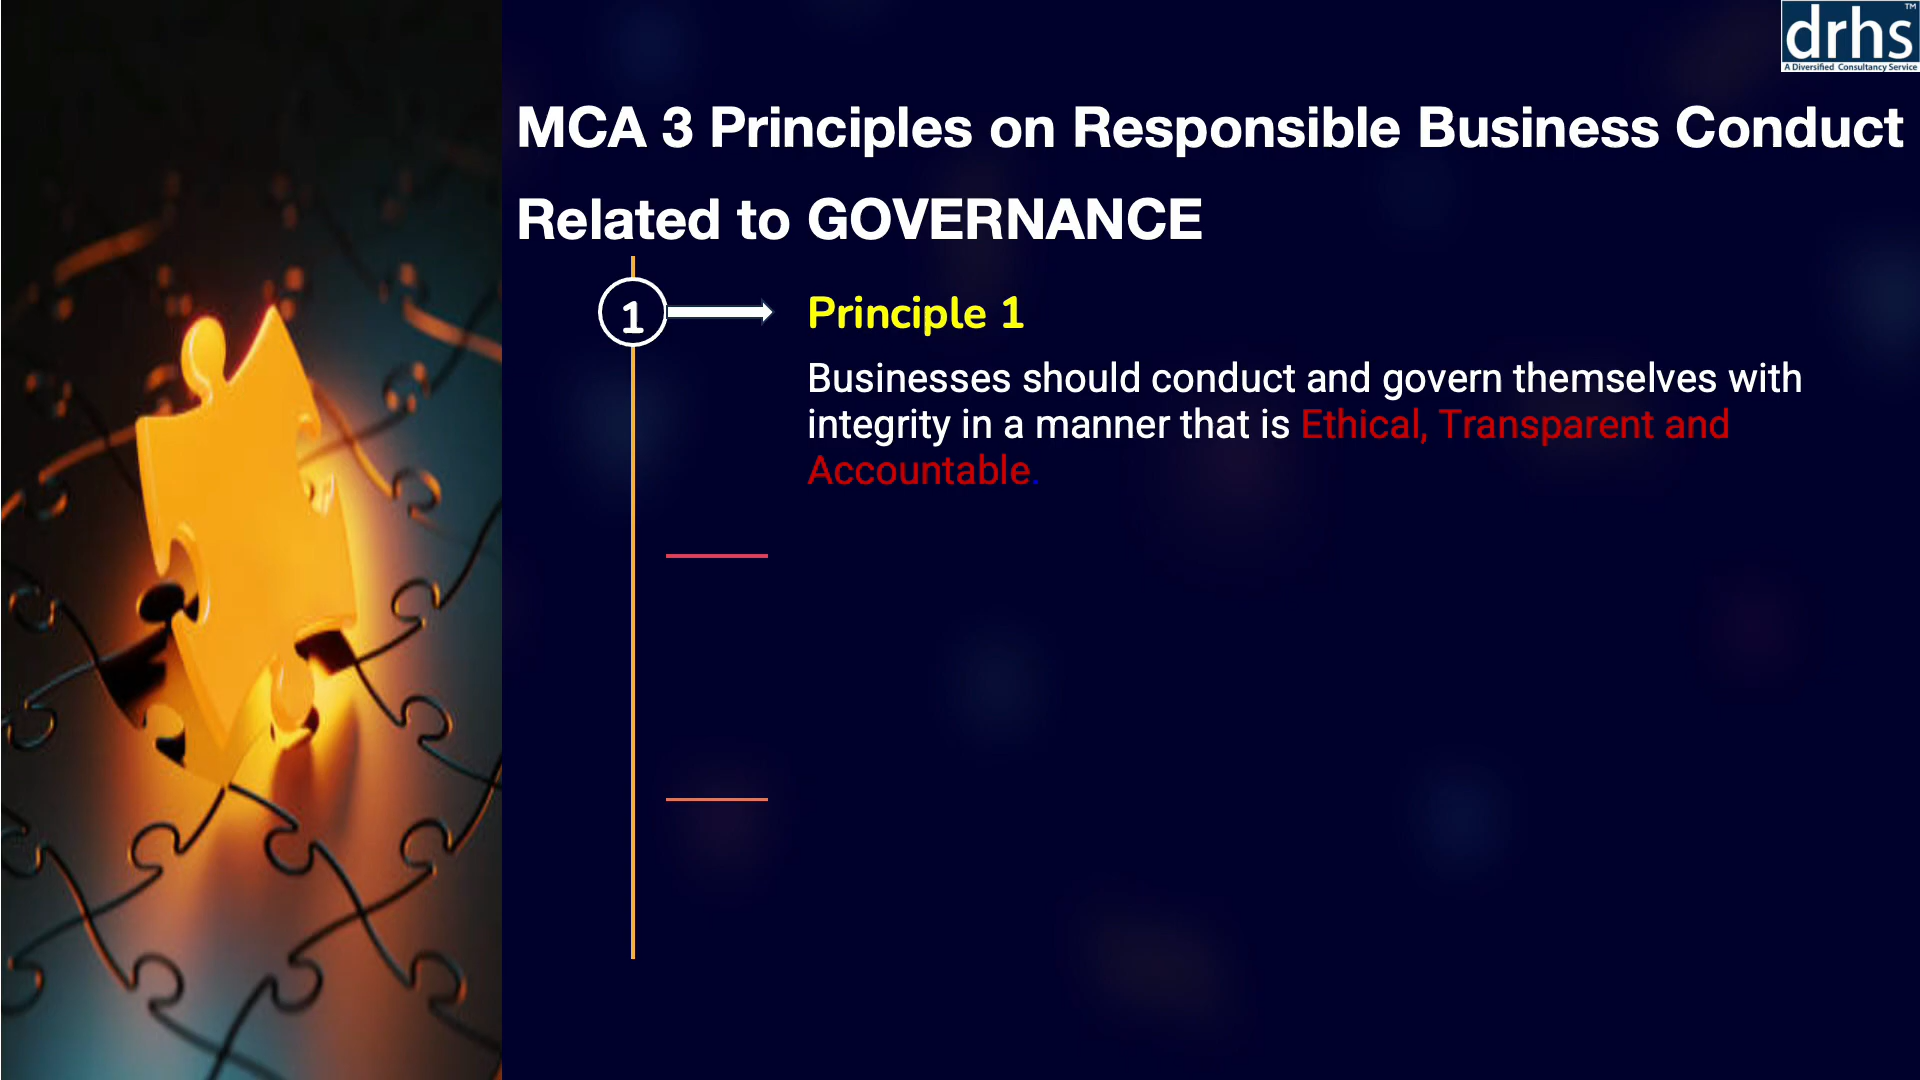 drhs™
A Diversified Consultancy Service
MCA 3 Principles on Responsible Business Conduct
Related to GOVERNANCE
1
Principle 1
Businesses should conduct and govern themselves with
integrity in a manner that is Ethical, Transparent and
Accountable.